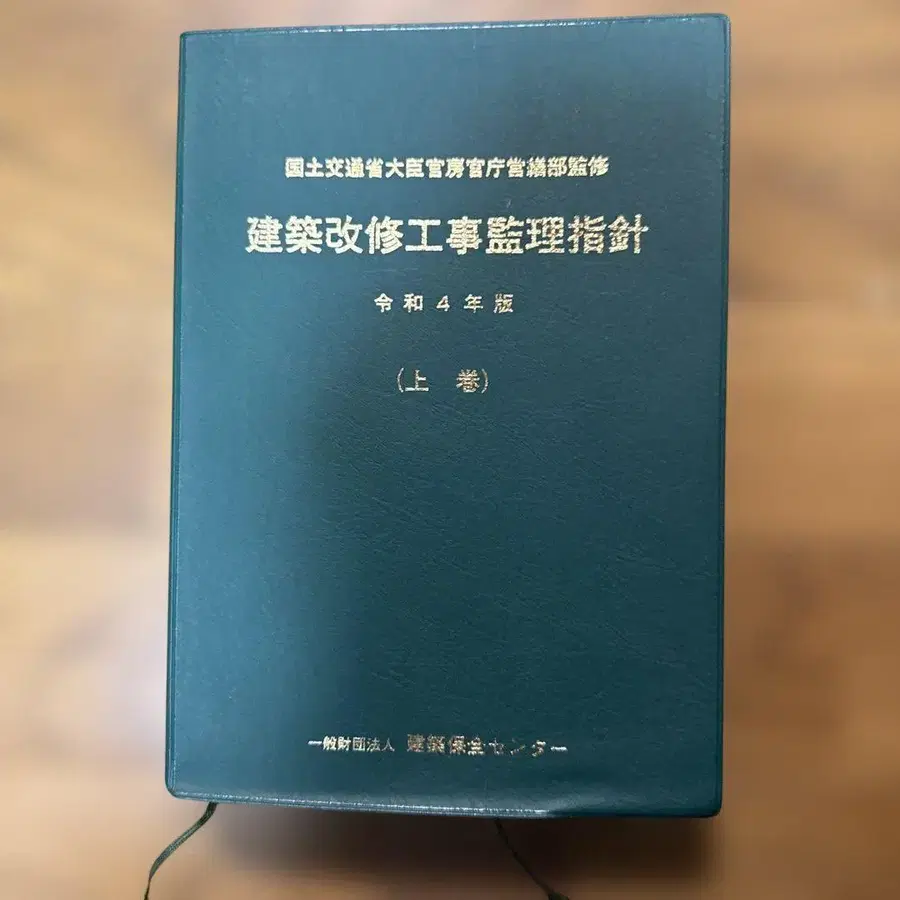 国土交通省大臣官房官庁営繕部監修
建築改修工事監理指針
令和4年版
(上 巻)
一般財団法人 建築保全センター